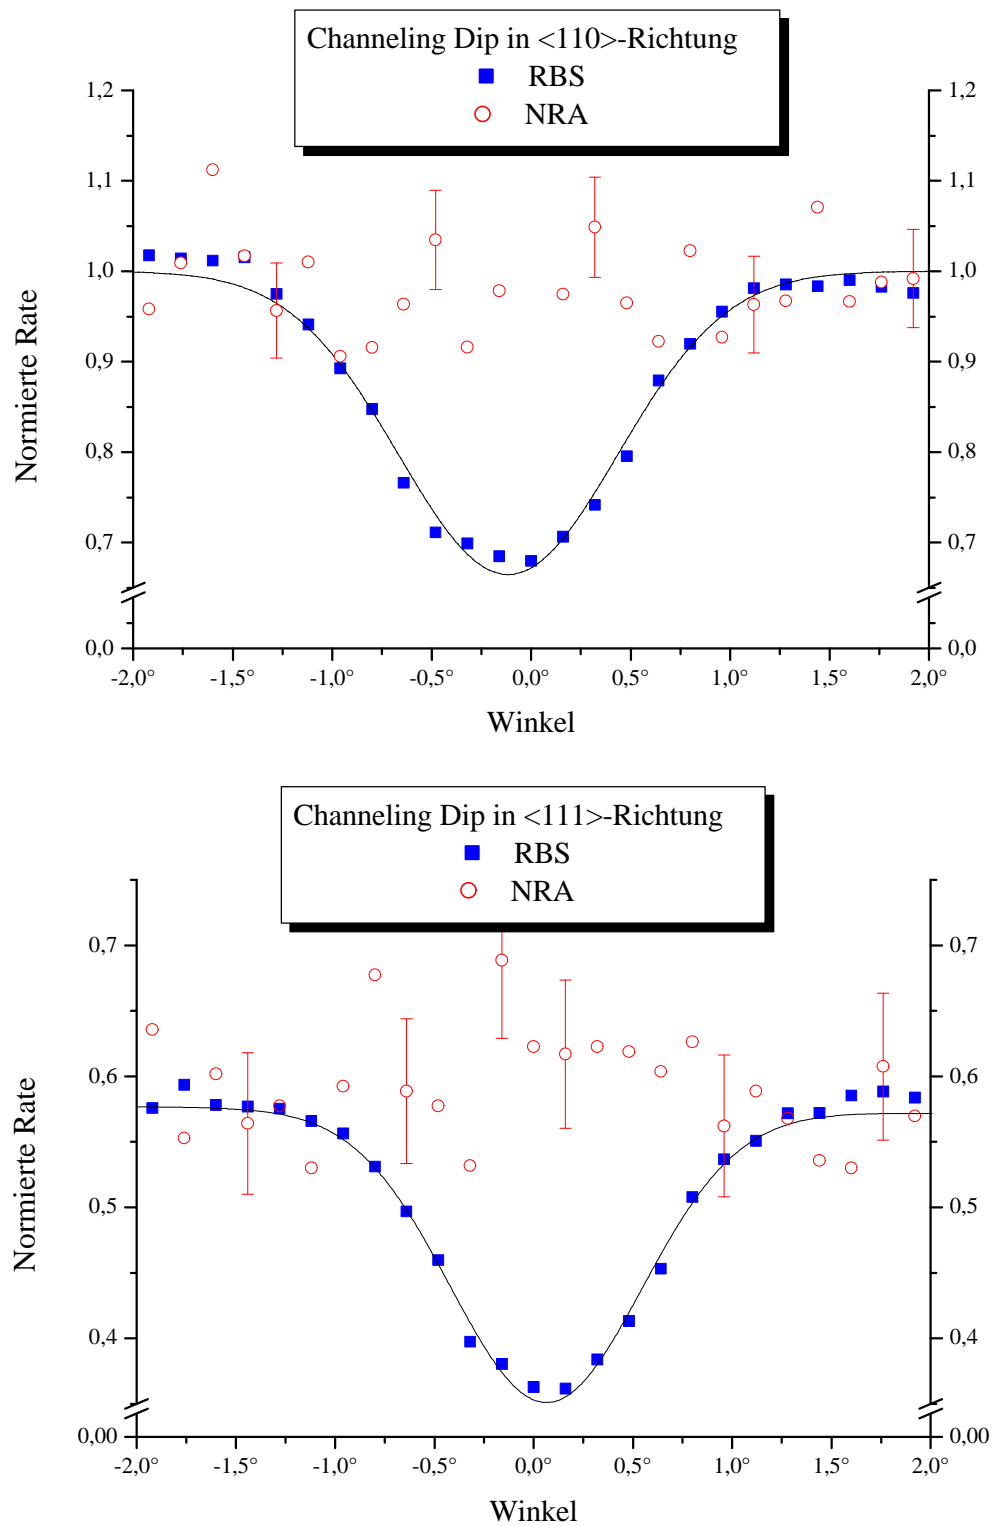 Channeling Dip in <110>-Richtung
RBS
NRA
1,2 1,2
1,1 1,1
1,0 1,0
0,9 0,9
0,8 0,8
0,7 0,7
0,0 0,0
Normierte Rate
-2,0° -1,5° -1,0° -0,5° 0,0° 0,5° 1,0° 1,5° 2,0°
Winkel
Channeling Dip in <111>-Richtung
RBS
NRA
0,7 0,7
0,6 0,6
0,5 0,5
0,4 0,4
0,00 0,00
Normierte Rate
-2,0° -1,5° -1,0° -0,5° 0,0° 0,5° 1,0° 1,5° 2,0°
Winkel